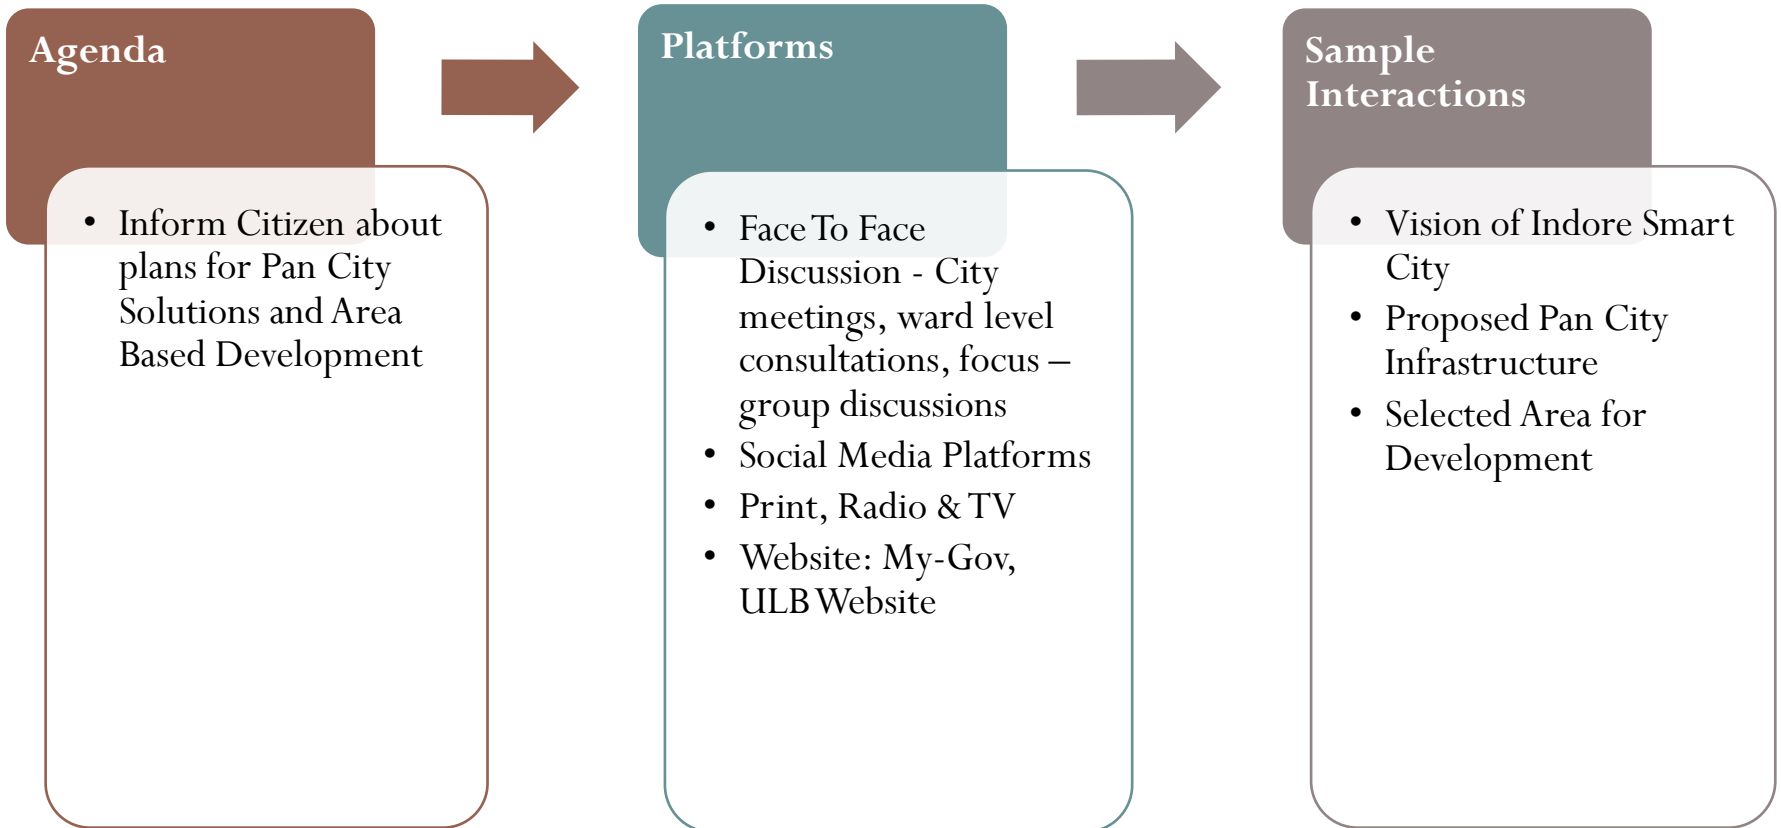 Agenda
• Inform Citizen about
plans for Pan City
Solutions and Area
Based Development
Platforms
• Face To Face
Discussion - City
meetings, ward level
consultations, focus –
group discussions
• Social Media Platforms
• Print, Radio & TV
• Website: My-Gov,
ULB Website
Sample
Interactions
• Vision of Indore Smart
City
• Proposed Pan City
Infrastructure
• Selected Area for
Development